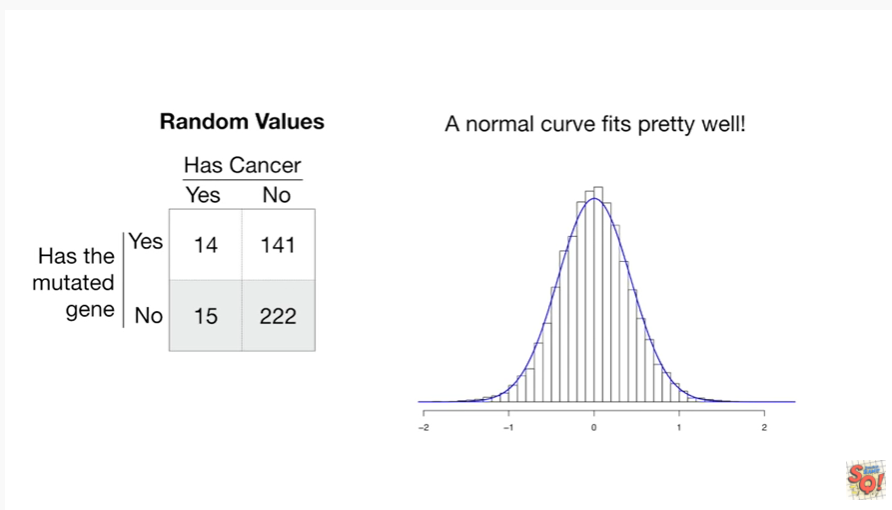 Random Values
A normal curve fits pretty well!
Has Cancer
Yes No
Has the
mutated
gene
Yes 14 141
No 15 222
-2 -1 0 1 2
SQ!